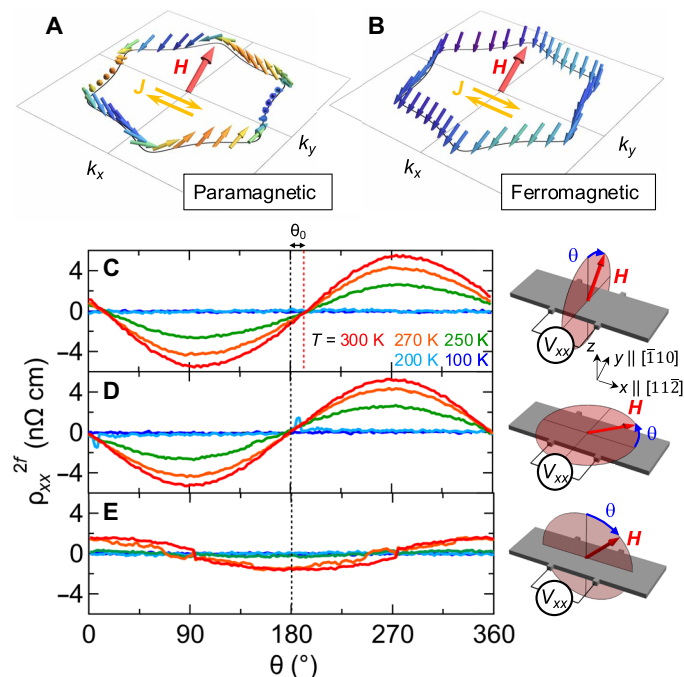 A
B
H
J
k_x
k_y
Paramagnetic
H
J
k_x
k_y
Ferromagnetic
θ₀
C
4
0
−4
T = 300 K 270 K 250 K
200 K 100 K
D
4
0
−4
E
4
0
−4
ρ_xx^2f (nΩ cm)
0 90 180 270 360
θ (°)
θ
H
V_xx
z
y || [1̅10]
x || [112̅]
H
θ
V_xx
θ
H
V_xx